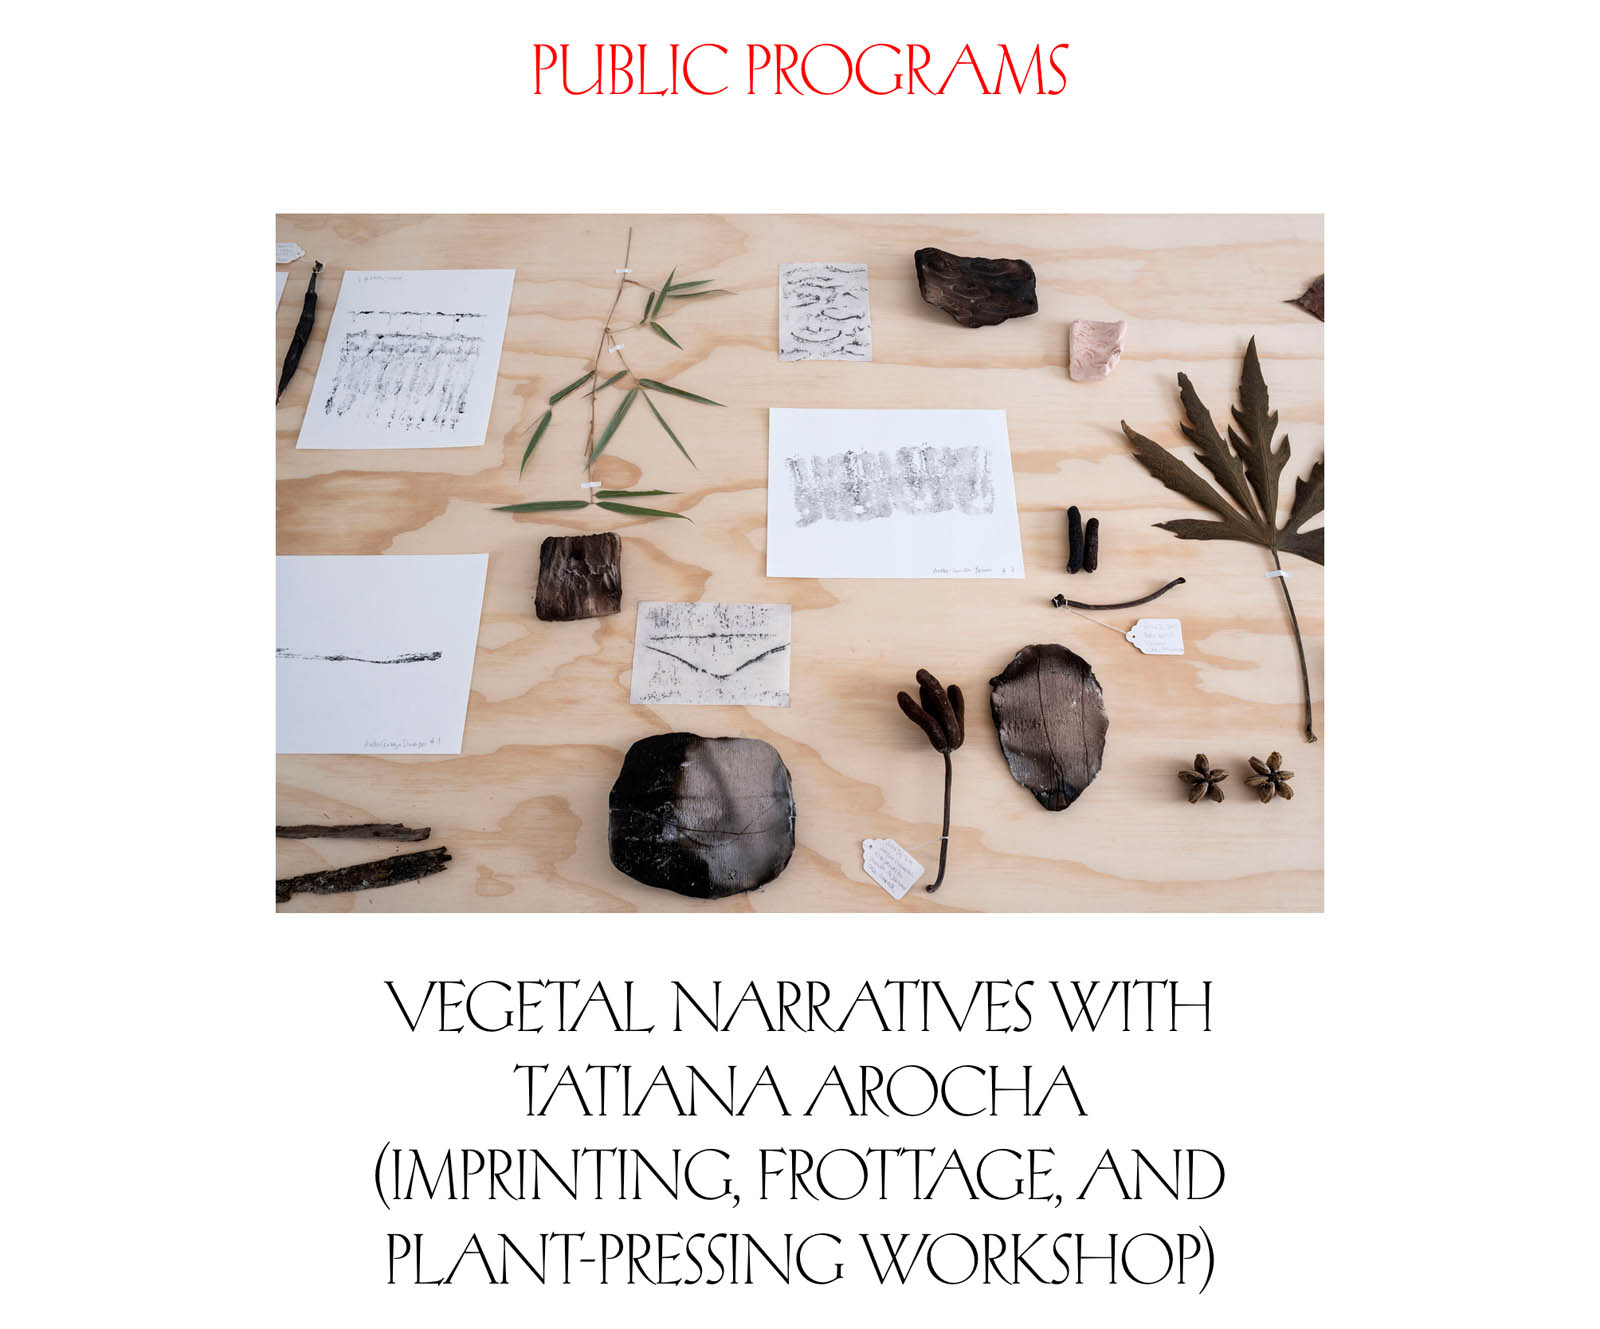 PUBLIC PROGRAMS
VEGETAL NARRATIVES WITH
TATIANA AROCHA
(IMPRINTING, FROTTAGE, AND
PLANT-PRESSING WORKSHOP)